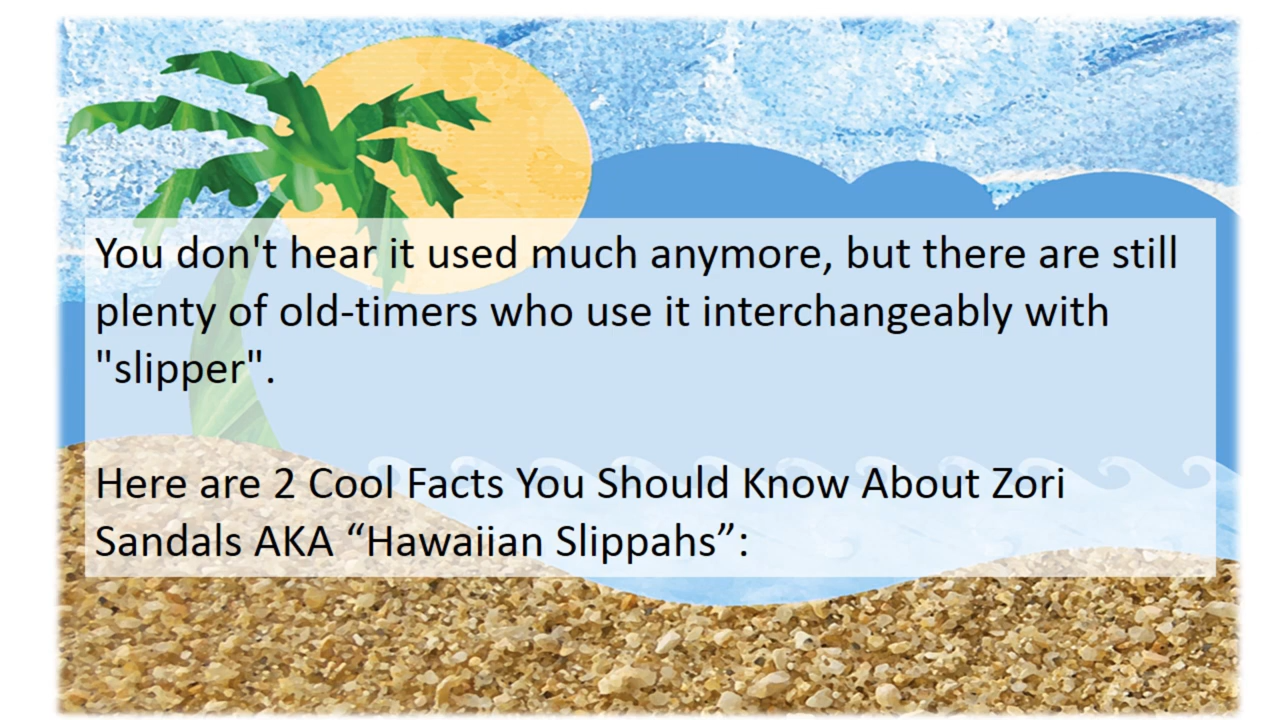 You don't hear it used much anymore, but there are still
plenty of old-timers who use it interchangeably with
"slipper".
Here are 2 Cool Facts You Should Know About Zori
Sandals AKA “Hawaiian Slippahs”: